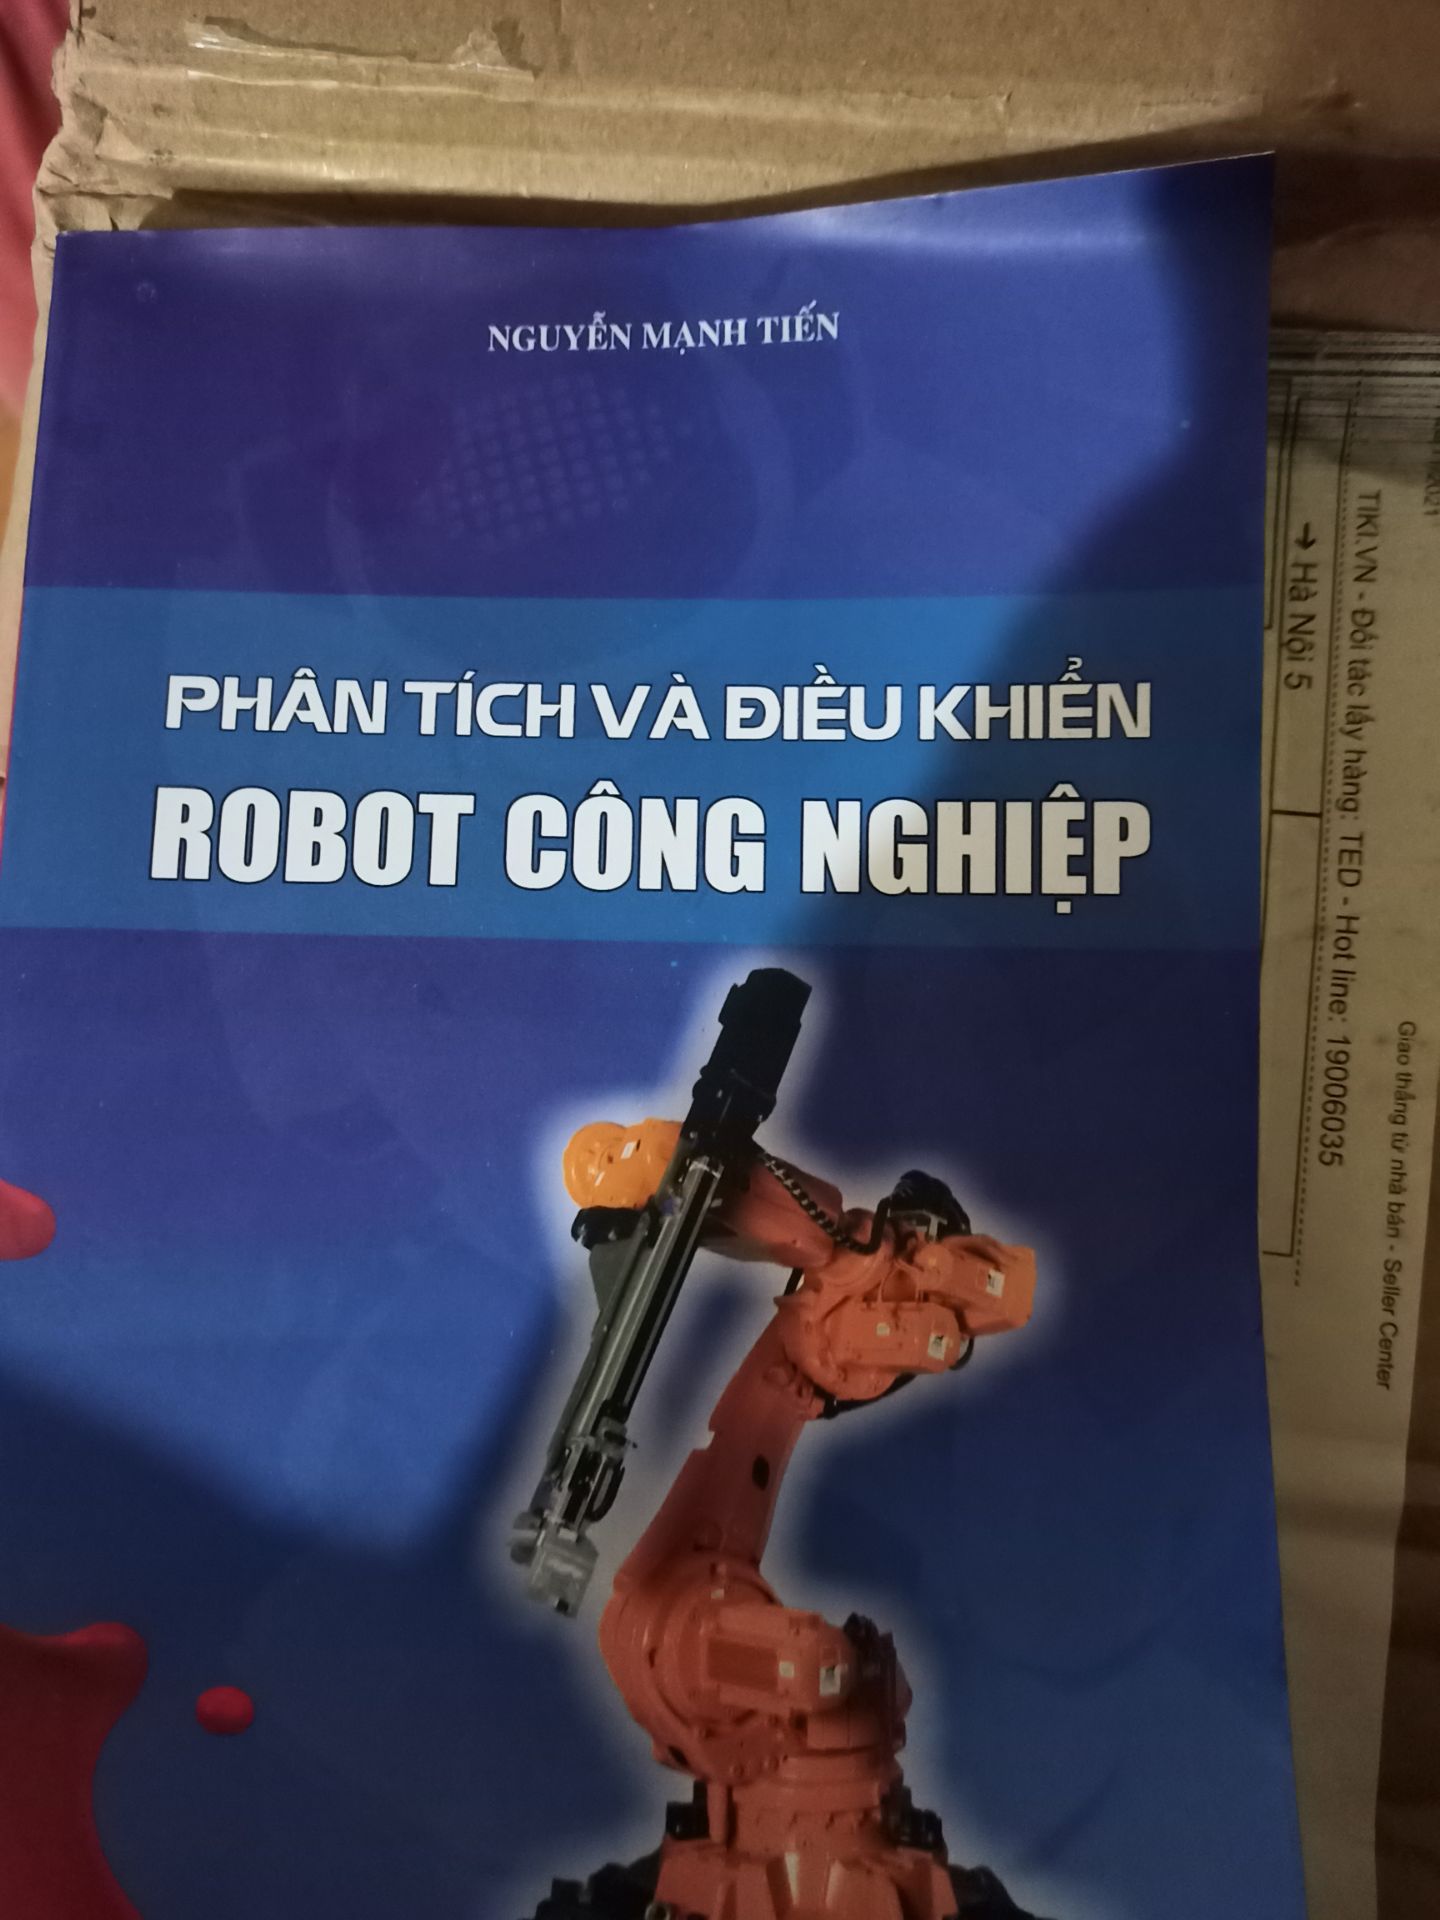 NGUYỄN MẠNH TIẾN
PHÂN TÍCH VÀ ĐIỀU KHIỂN
ROBOT CÔNG NGHIỆP
TIKI.VN - Đối tác lấy hàng: TED - Hot line: 19006035
→ Hà Nội 5
Giao thẳng từ nhà bán - Seller Center